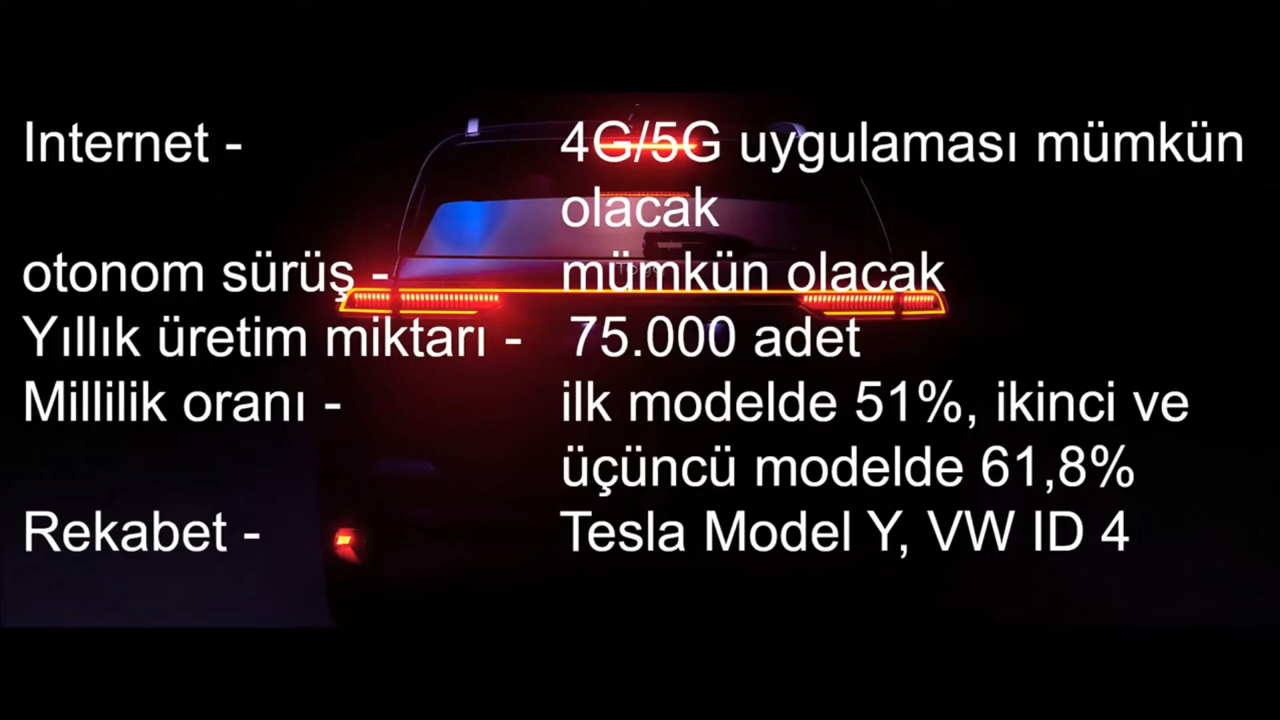 Internet - 4G/5G uygulaması mümkün
olacak
otonom sürüş - mümkün olacak
Yıllık üretim miktarı - 75.000 adet
Millilik oranı - ilk modelde 51%, ikinci ve
üçüncü modelde 61,8%
Rekabet - Tesla Model Y, VW ID 4